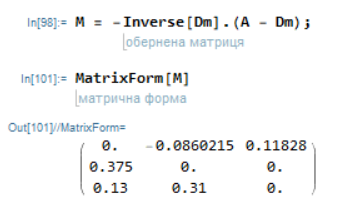 In[98]:= M = -Inverse[Dm].(A - Dm);
обернена матриця
In[101]:= MatrixForm[M]
матрична форма
Out[101]//MatrixForm=
0. -0.0860215 0.11828
0.375 0. 0.
0.13 0.31 0.